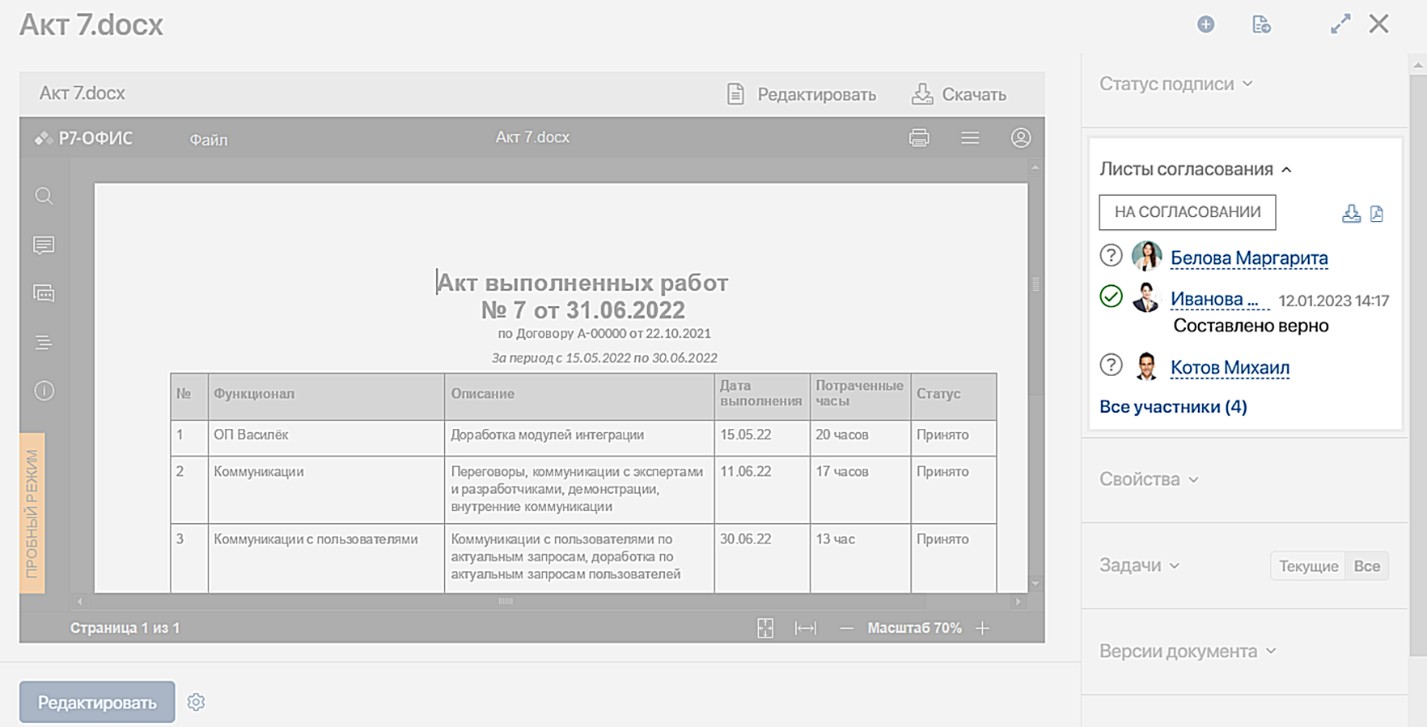 Акт 7.docx
Акт 7.docx
Редактировать
Скачать
Р7-ОФИС
Файл
Акт 7.docx
Акт выполненных работ
№ 7 от 31.06.2022
по Договору А-00000 от 22.10.2021
За период с 15.05.2022 по 30.06.2022
№ Функционал Описание Дата выполнения Потраченные часы Статус
1 ОП Василёк Доработка модулей интеграции 15.05.22 20 часов Принято
2 Коммуникации Переговоры, коммуникации с экспертами 11.06.22 17 часов Принято
и разработчиками, демонстрации,
внутренние коммуникации
3 Коммуникации с пользователями Коммуникации с пользователями по 30.06.22 13 час Принято
актуальным запросам, доработка по
актуальным запросам пользователей
ПРОБНЫЙ РЕЖИМ
Страница 1 из 1
Масштаб 70%
Редактировать
Статус подписи
Листы согласования
НА СОГЛАСОВАНИИ
Белова Маргарита
Иванова ... 12.01.2023 14:17
Составлено верно
Котов Михаил
Все участники (4)
Свойства
Задачи
Текущие Все
Версии документа